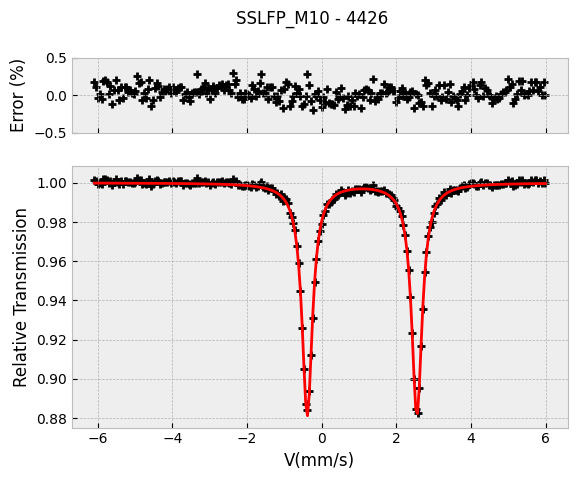 SSLFP_M10 - 4426
Error (%)
0.5
0.0
−0.5
Relative Transmission
1.00
0.98
0.96
0.94
0.92
0.90
0.88
−6 −4 −2 0 2 4 6
V(mm/s)